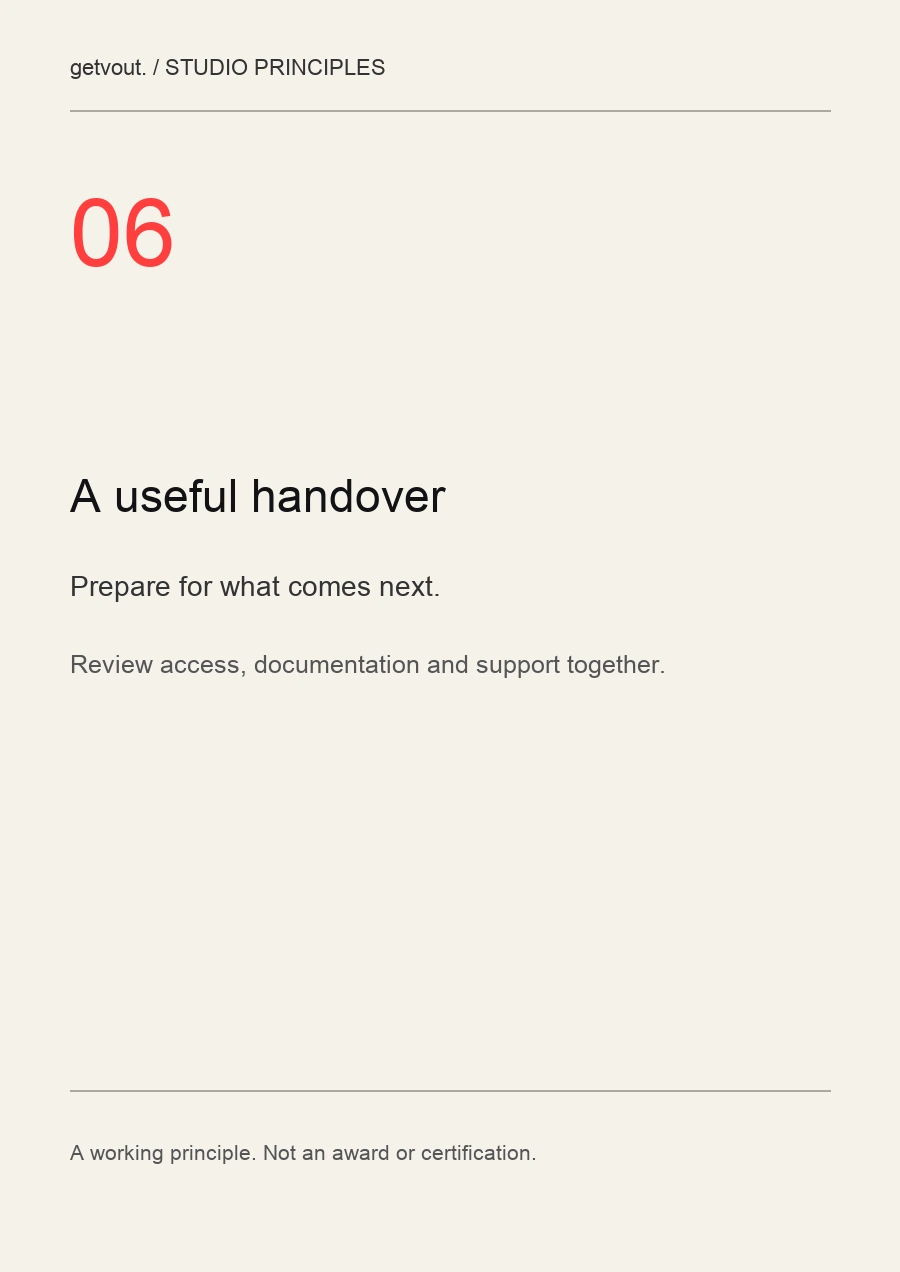 getvout. / STUDIO PRINCIPLES
06
A useful handover
Prepare for what comes next.
Review access, documentation and support together.
A working principle. Not an award or certification.